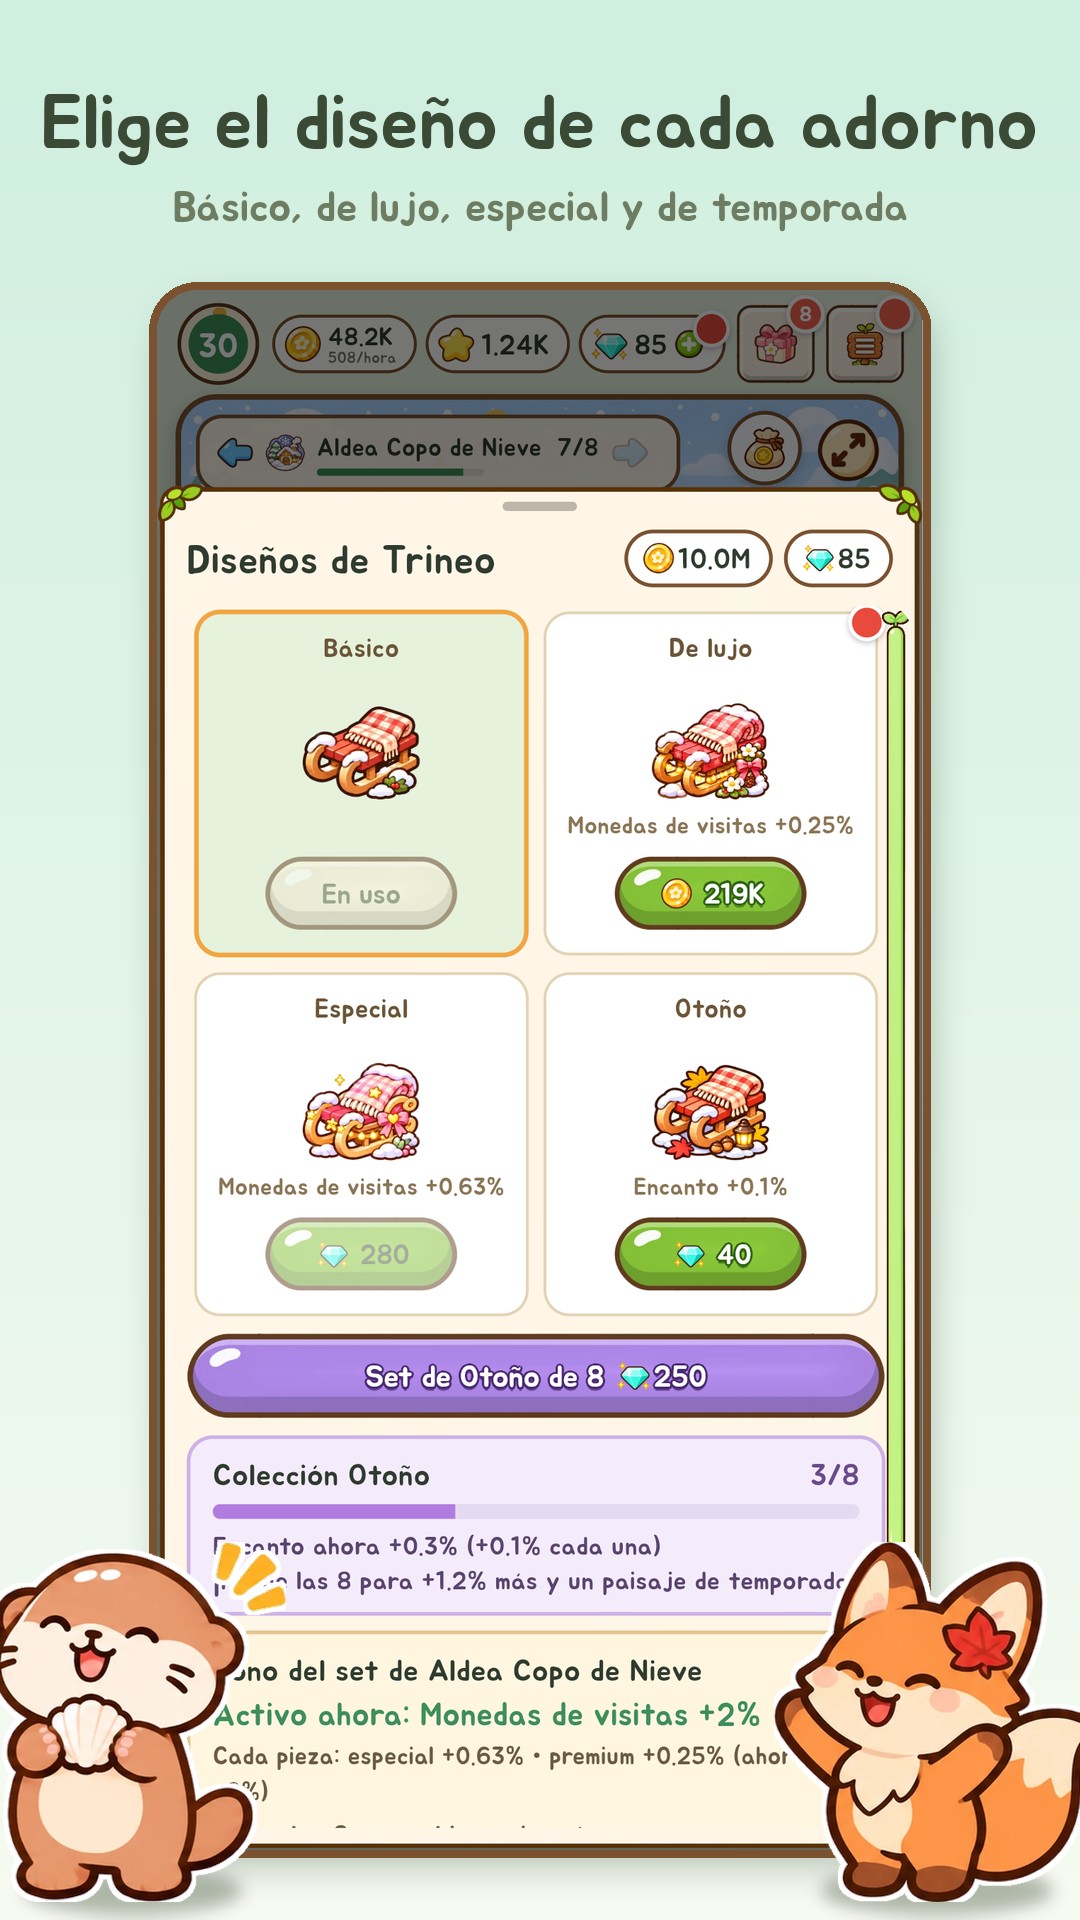 Elige el diseño de cada adorno
Básico, de lujo, especial y de temporada
30
48.2K
508/hora
1.24K
85
8
Aldea Copo de Nieve 7/8
Diseños de Trineo
10.0M
85
Básico
De lujo
Monedas de visitas +0.25%
En uso
219K
Especial
Otoño
Monedas de visitas +0.63%
Encanto +0.1%
280
40
Set de Otoño de 8 250
Colección Otoño 3/8
Encanto ahora +0.3% (+0.1% cada una)
las 8 para +1.2% más y un paisaje de temporada
del set de Aldea Copo de Nieve
Activo ahora: Monedas de visitas +2%
Cada pieza: especial +0.63% • premium +0.25%